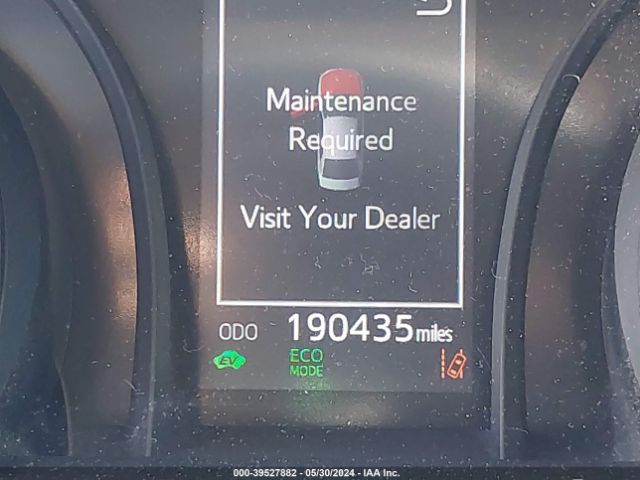 Maintenance
Required
Visit Your Dealer
ODO 190435 miles
EV ECO
MODE
000-39527882 - 05/30/2024 - IAA Inc.